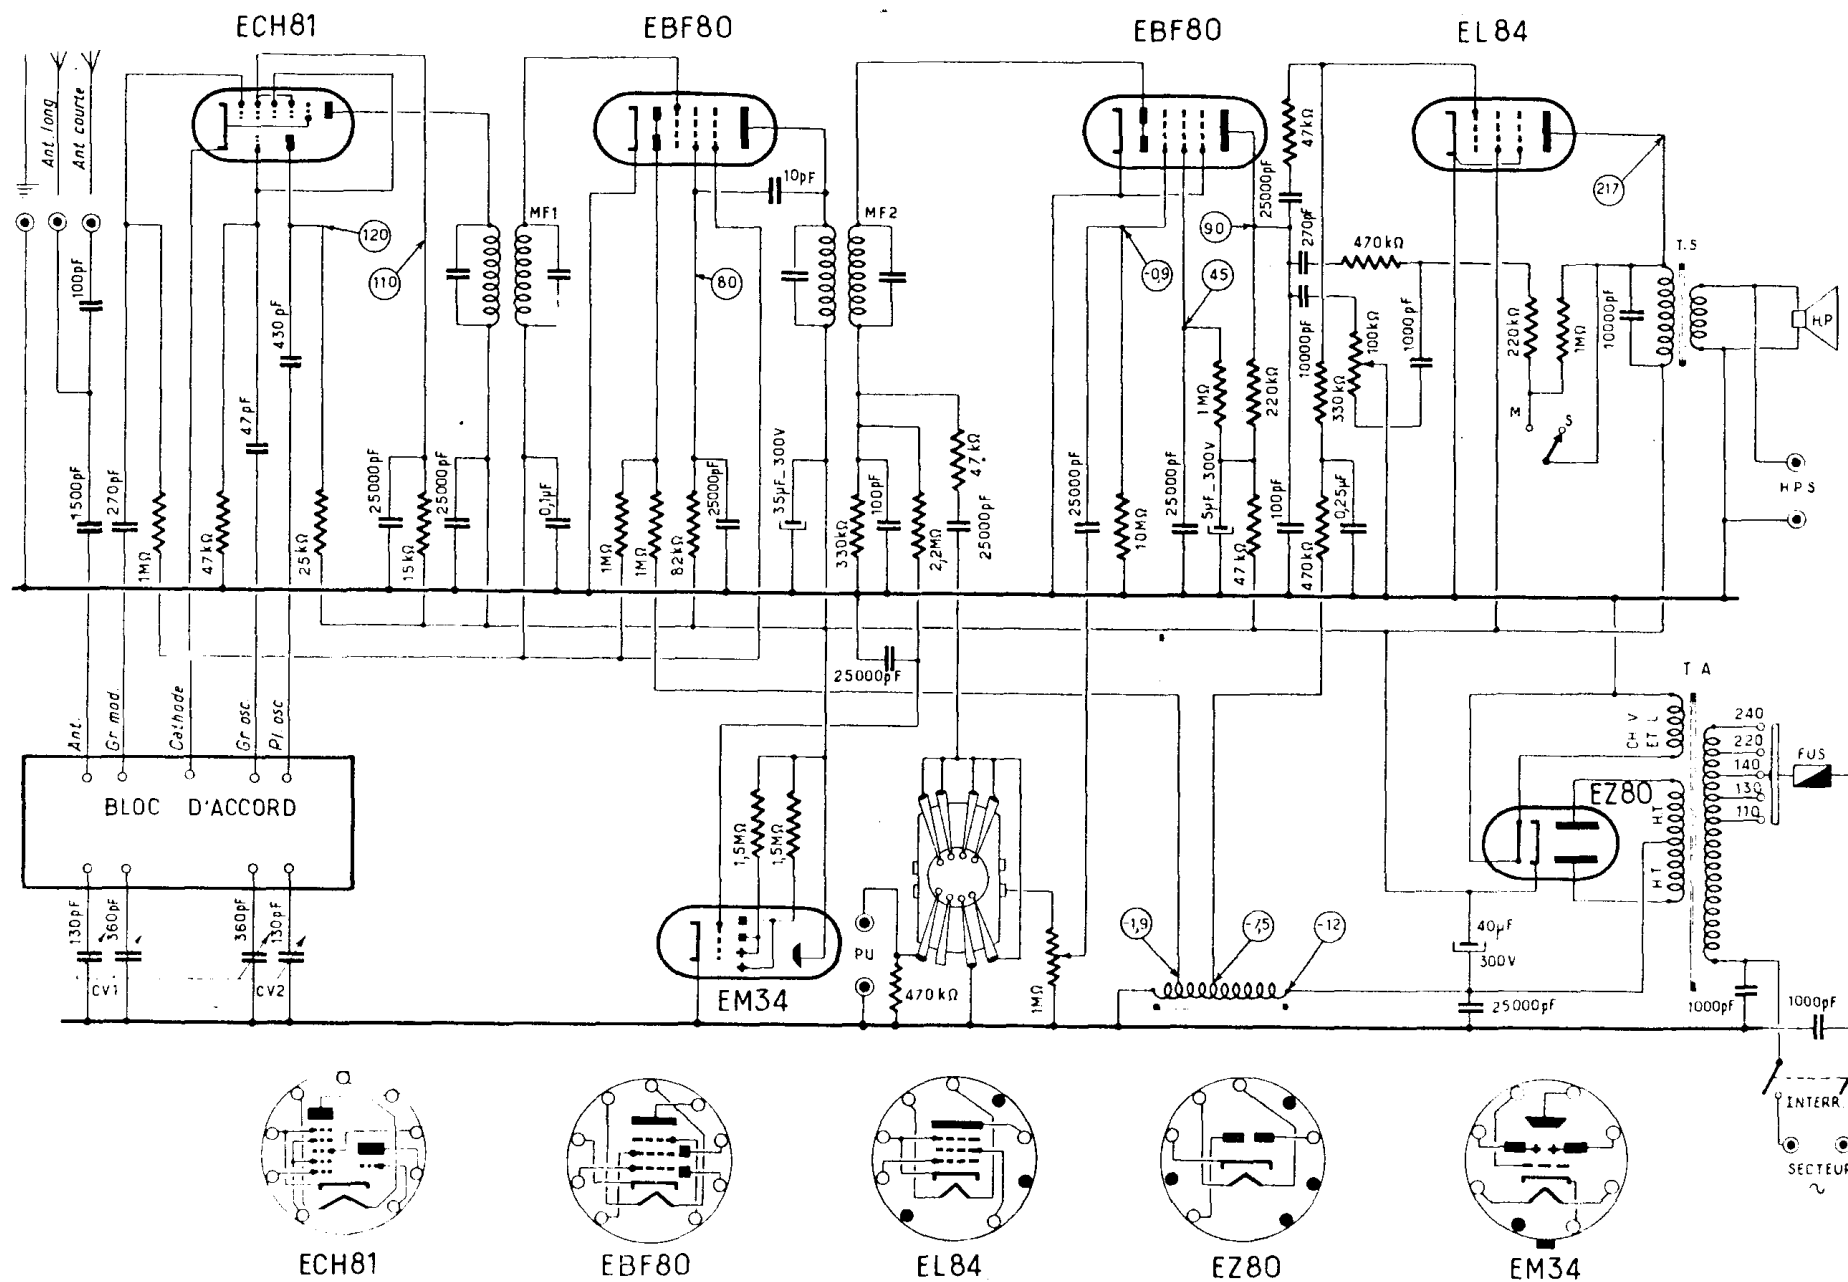 ECH81
EBF80
EBF80
EL84
Ant. long
Ant courte
100pF
1500pF
270pF
1MΩ
47kΩ
47pF
430pF
25kΩ
120
110
25000pF
15kΩ
25000pF
MF1
0,1µF
10pF
80
1MΩ
1MΩ
82kΩ
25000pF
35µF_300V
MF2
330kΩ
100pF
2,2MΩ
47kΩ
25000pF
25000pF
-0,9
45
90
25000pF
10MΩ
25000pF
1MΩ
5µF_300V
220kΩ
47kΩ
47kΩ
25000pF
270pF
470kΩ
10000pF
100kΩ
330kΩ
1000pF
100pF
470kΩ
0,25µF
217
220kΩ
1MΩ
M
S
10000pF
T.S
H.P
HPS
25000pF
Ant.
Gr mod.
Cathode
Gr osc
Pl. osc
BLOC D'ACCORD
130pF
360pF
360pF
130pF
CV1
CV2
1,5MΩ
1,5MΩ
EM34
PU
470kΩ
1MΩ
-1,9
-7,5
-12
40µF
300V
25000pF
EZ80
CH V
ET L
HT
HT
T A
240
220
140
130
110
FUS
1000pF
1000pF
INTERR.
SECTEUR
~
ECH81
EBF80
EL84
EZ80
EM34